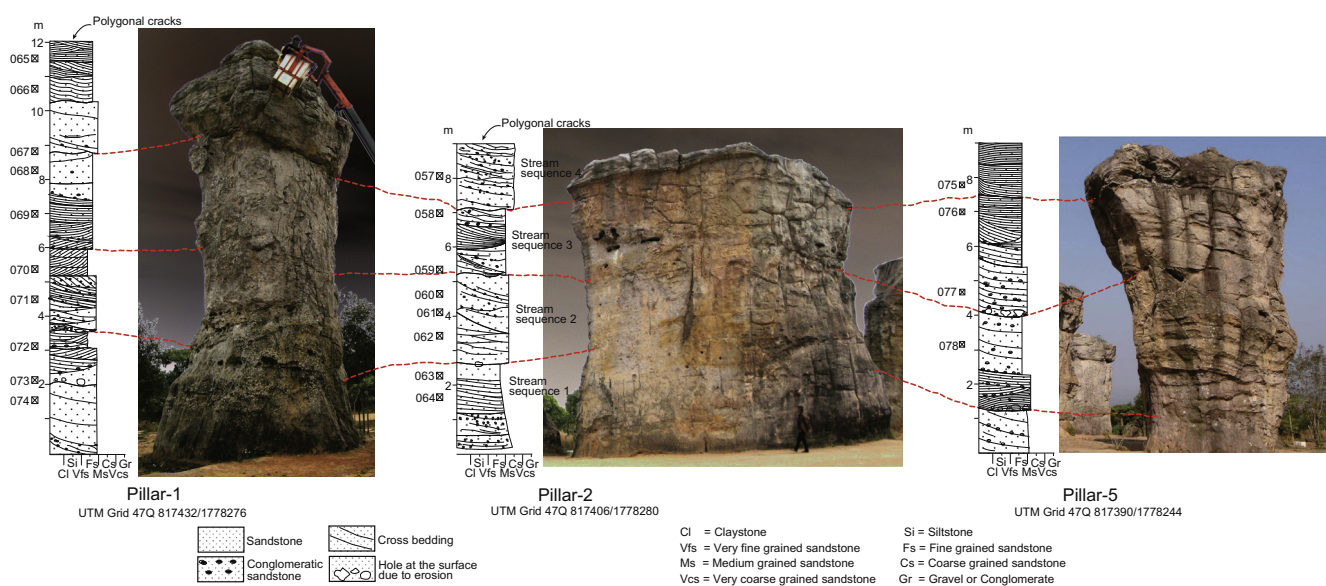 Polygonal cracks
m
12
065
066
10
067
068
8
069
6
070
071
4
072
073
2
074
Si Fs Cs Gr
Cl Vfs Ms Vcs
Pillar-1
UTM Grid 47Q 817432/1778276
Polygonal cracks
m
057
8
Stream
sequence 4
058
Stream
sequence 3
6
059
060
061
Stream
sequence 2
4
062
063
Stream
sequence 1
2
064
Si Fs Cs Gr
Cl Vfs Ms Vcs
Pillar-2
UTM Grid 47Q 817406/1778280
m
8
075
076
6
077
4
078
2
Si Fs Cs Gr
Cl Vfs Ms Vcs
Pillar-5
UTM Grid 47Q 817390/1778244
Sandstone
Cross bedding
Conglomeratic
sandstone
Hole at the surface
due to erosion
Cl = Claystone
Vfs = Very fine grained sandstone
Ms = Medium grained sandstone
Vcs = Very coarse grained sandstone
Si = Siltstone
Fs = Fine grained sandstone
Cs = Coarse grained sandstone
Gr = Gravel or Conglomerate